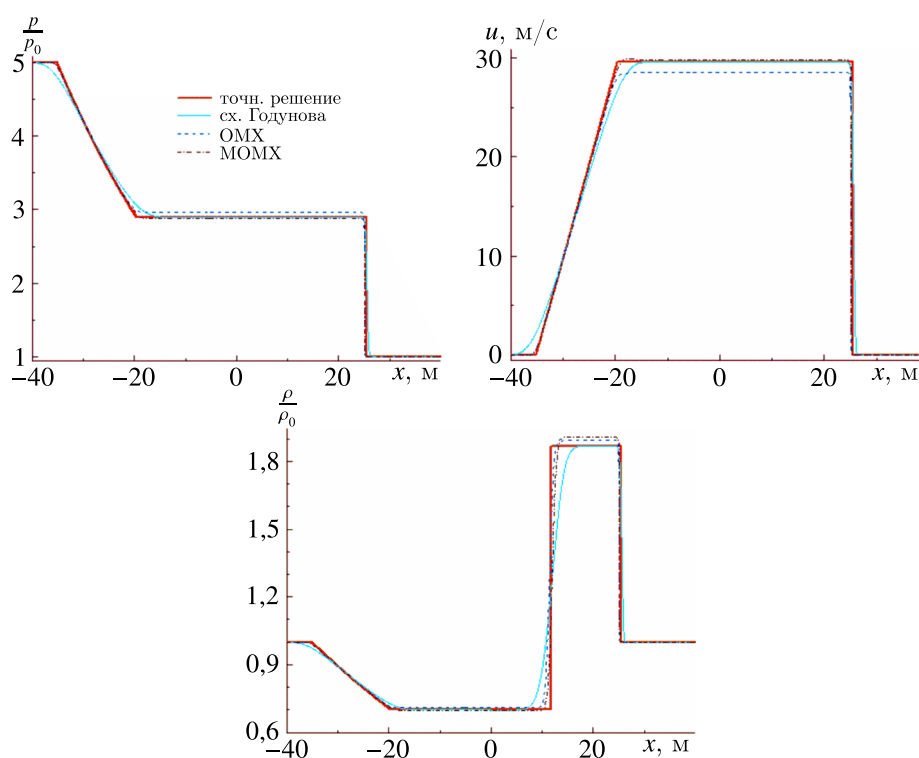 p
p₀
5
4
3
2
1
−40
−20
0
20
x, м
точн. решение
сх. Годунова
ОМХ
МОМХ
u, м/с
30
20
10
0
−40
−20
0
20
x, м
ρ
ρ₀
1,8
1,5
1,2
0,9
0,6
−40
−20
0
20
x, м